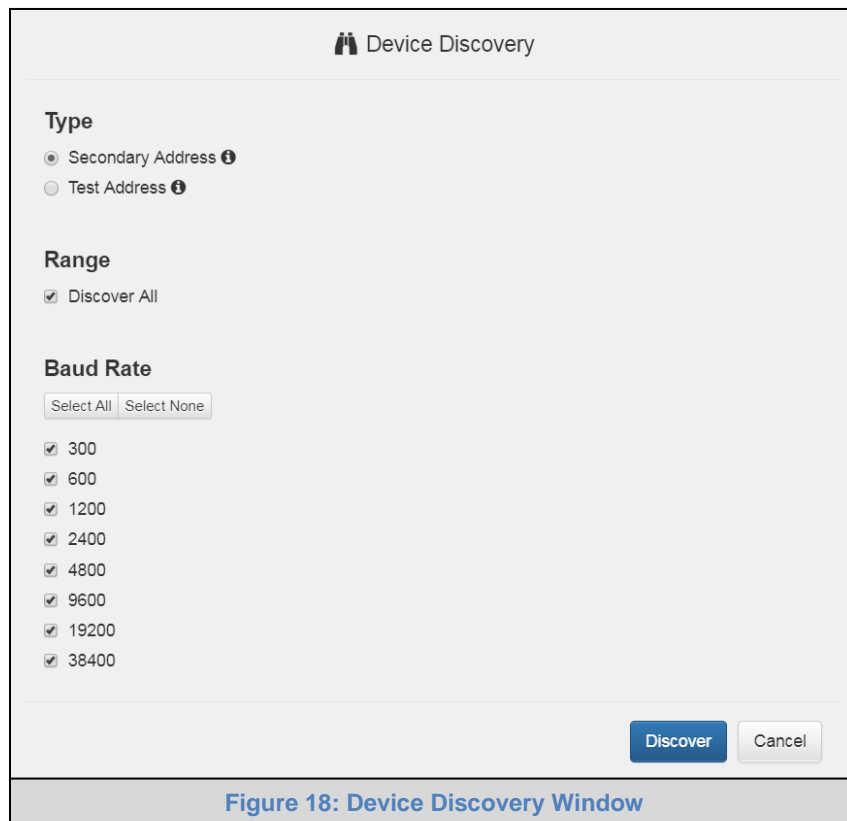 Device Discovery
Type
Secondary Address
Test Address
Range
Discover All
Baud Rate
Select All Select None
300
600
1200
2400
4800
9600
19200
38400
Discover Cancel
Figure 18: Device Discovery Window